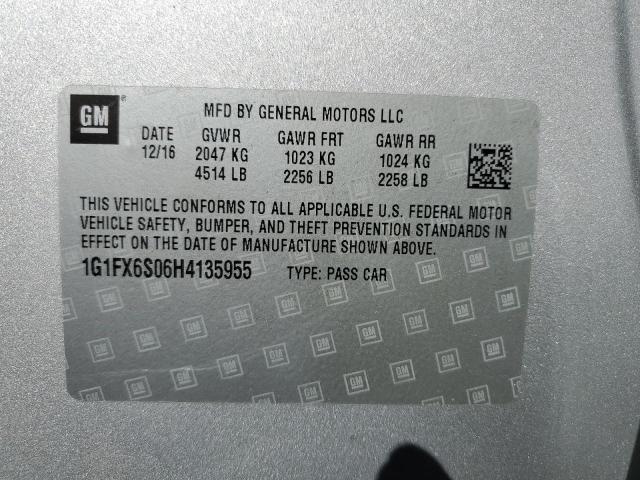 GM
MFD BY GENERAL MOTORS LLC
DATE GVWR GAWR FRT GAWR RR
12/16 2047 KG 1023 KG 1024 KG
4514 LB 2256 LB 2258 LB
THIS VEHICLE CONFORMS TO ALL APPLICABLE U.S. FEDERAL MOTOR
VEHICLE SAFETY, BUMPER, AND THEFT PREVENTION STANDARDS IN
EFFECT ON THE DATE OF MANUFACTURE SHOWN ABOVE.
1G1FX6S06H4135955 TYPE: PASS CAR